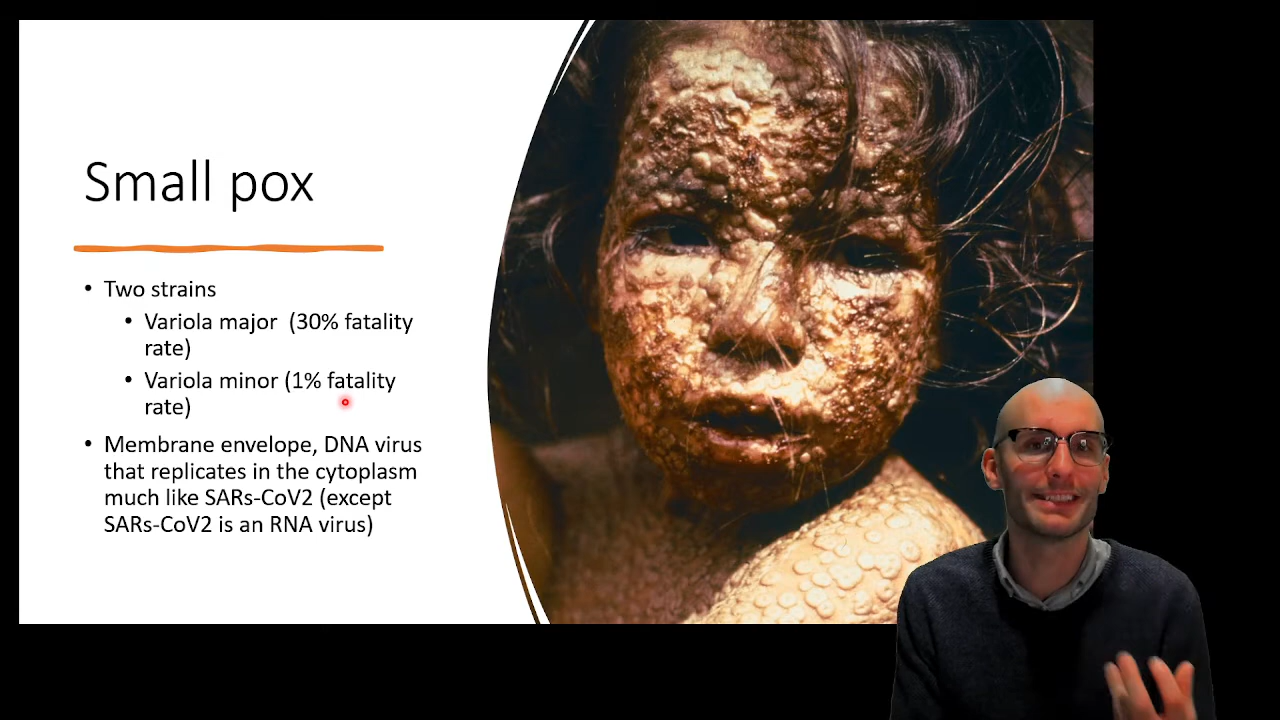 Small pox
• Two strains
• Variola major  (30% fatality
rate)
• Variola minor (1% fatality
rate)
• Membrane envelope, DNA virus
that replicates in the cytoplasm
much like SARs-CoV2 (except
SARs-CoV2 is an RNA virus)